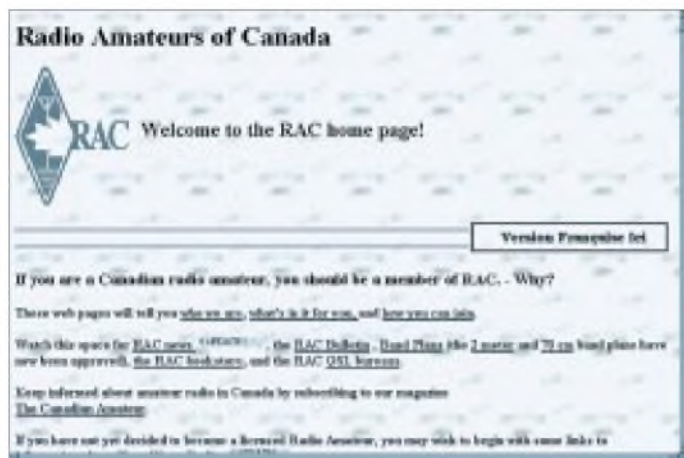 Radio Amateurs of Canada
RAC
Welcome to the RAC home page!
Version Française Ici
If you are a Canadian radio amateur, you should be a member of RAC. - Why?
These web pages will tell you who we are, what's in it for you, and how you can join.
Watch this space for RAC news, the RAC Bulletin, Band Plans (the 2 meter and 70 cm band plans have
now been approved), the RAC bookstore, and the RAC QSL bureaus.
Keep informed about amateur radio in Canada by subscribing to our magazine
The Canadian Amateur.
If you have not yet decided to become a licensed Radio Amateur, you may wish to begin with some links to